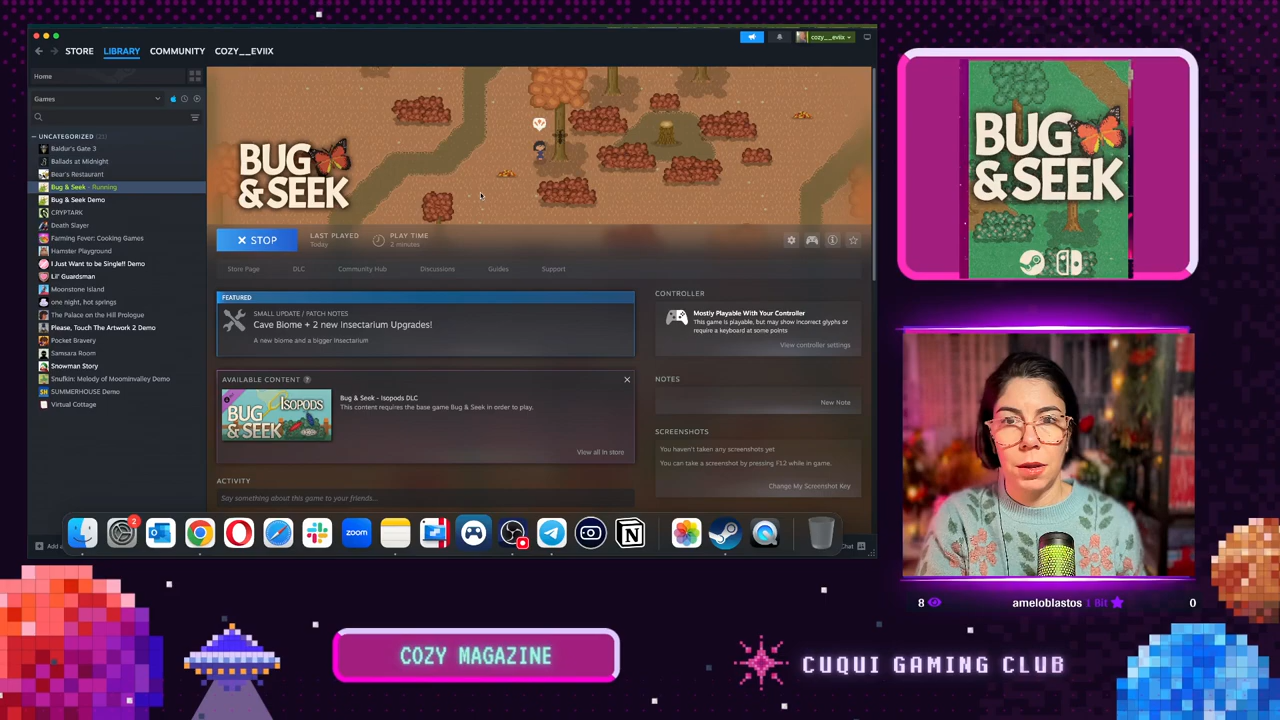 STORE LIBRARY COMMUNITY COZY__EVIIX
cozy__eviix
Home
Games
UNCATEGORIZED (21)
Baldur's Gate 3
Ballads at Midnight
Bear's Restaurant
Bug & Seek - Running
Bug & Seek Demo
CRYPTARK
Death Slayer
Farming Fever: Cooking Games
Hamster Playground
I Just Want to be Single!! Demo
Lil' Guardsman
Moonstone Island
one night, hot springs
The Palace on the Hill Prologue
Please, Touch The Artwork 2 Demo
Pocket Bravery
Samsara Room
Snowman Story
Snufkin: Melody of Moominvalley Demo
SUMMERHOUSE Demo
Virtual Cottage
BUG
& SEEK
STOP
LAST PLAYED
Today
PLAY TIME
2 minutes
Store Page DLC Community Hub Discussions Guides Support
FEATURED
SMALL UPDATE / PATCH NOTES
Cave Biome + 2 new Insectarium Upgrades!
A new biome and a bigger Insectarium
AVAILABLE CONTENT
BUG
& SEEK
ISOPODS
Bug & Seek - Isopods DLC
This content requires the base game Bug & Seek in order to play.
View all in store
ACTIVITY
Say something about this game to your friends...
CONTROLLER
Mostly Playable With Your Controller
This game is playable, but may show incorrect glyphs or
require a keyboard at some points
View controller settings
NOTES
New Note
SCREENSHOTS
You haven't taken any screenshots yet
You can take a screenshot by pressing F12 while in game.
Change My Screenshot Key
2
zoom
Chat
BUG
& SEEK
8
ameloblastos 1 Bit
0
COZY MAGAZINE
CUQUI GAMING CLUB